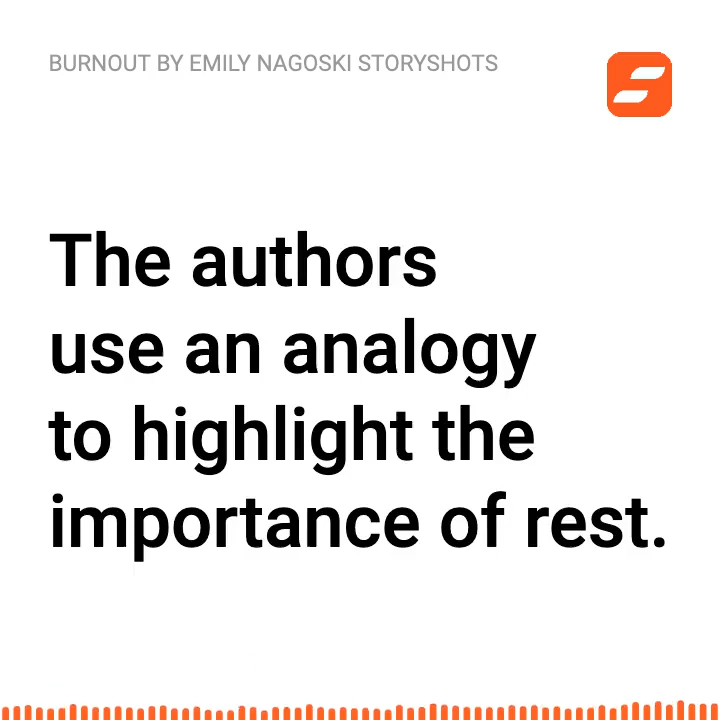 BURNOUT BY EMILY NAGOSKI STORYSHOTS
The authors
use an analogy
to highlight the
importance of rest.